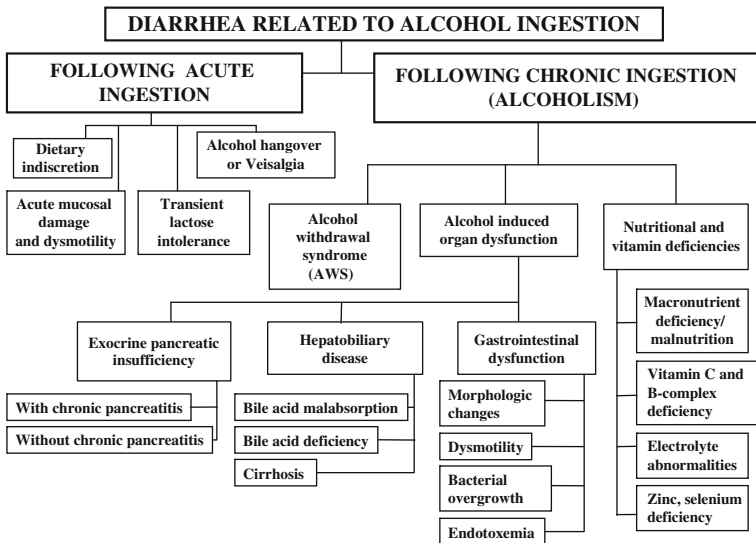 DIARRHEA RELATED TO ALCOHOL INGESTION
FOLLOWING ACUTE
INGESTION
FOLLOWING CHRONIC INGESTION
(ALCOHOLISM)
Dietary
indiscretion
Alcohol hangover
or Veisalgia
Acute mucosal
damage
and dysmotility
Transient
lactose
intolerance
Alcohol
withdrawal
syndrome
(AWS)
Alcohol induced
organ dysfunction
Nutritional and
vitamin deficiencies
Exocrine pancreatic
insufficiency
Hepatobiliary
disease
Gastrointestinal
dysfunction
With chronic pancreatitis
Without chronic pancreatitis
Bile acid malabsorption
Bile acid deficiency
Cirrhosis
Morphologic
changes
Dysmotility
Bacterial
overgrowth
Endotoxemia
Macronutrient
deficiency/
malnutrition
Vitamin C and
B-complex
deficiency
Electrolyte
abnormalities
Zinc, selenium
deficiency